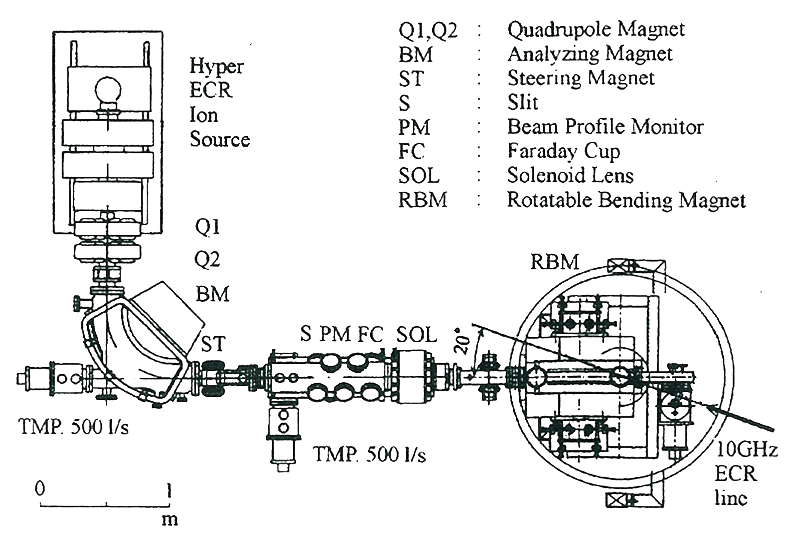 Q1,Q2 : Quadrupole Magnet
BM : Analyzing Magnet
ST : Steering Magnet
S : Slit
PM : Beam Profile Monitor
FC : Faraday Cup
SOL : Solenoid Lens
RBM : Rotatable Bending Magnet
Hyper
ECR
Ion
Source
Q1
Q2
BM
ST
S PM FC SOL
RBM
20°
TMP. 500 l/s
TMP. 500 l/s
10GHz
ECR
line
0 1
m